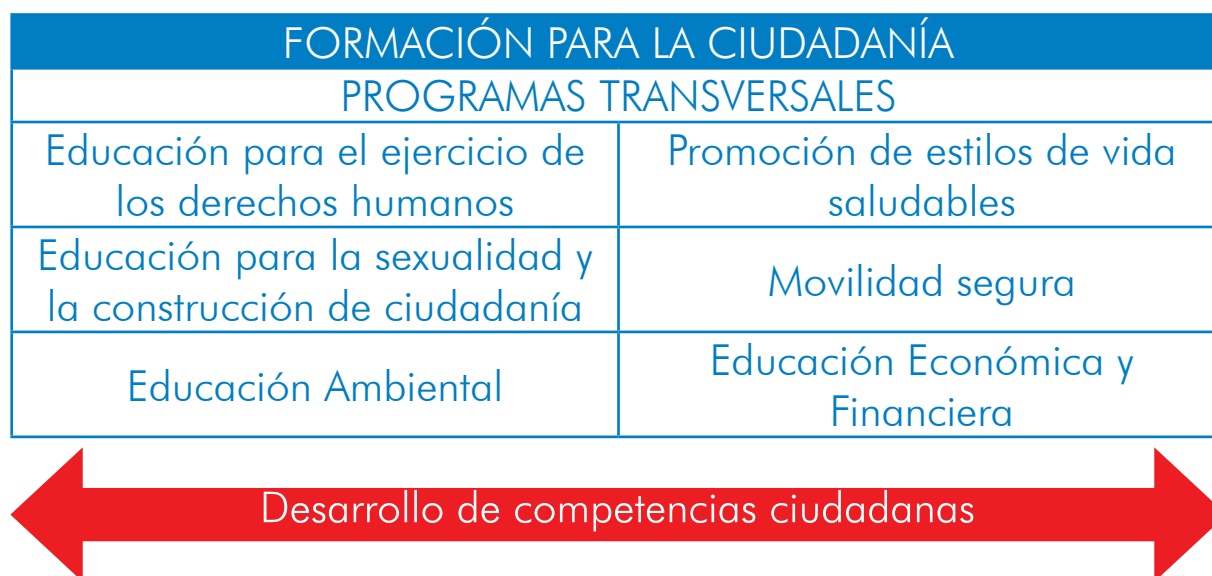 FORMACIÓN PARA LA CIUDADANÍA
PROGRAMAS TRANSVERSALES
Educación para el ejercicio de
los derechos humanos
Promoción de estilos de vida
saludables
Educación para la sexualidad y
la construcción de ciudadanía
Movilidad segura
Educación Ambiental
Educación Económica y
Financiera
Desarrollo de competencias ciudadanas